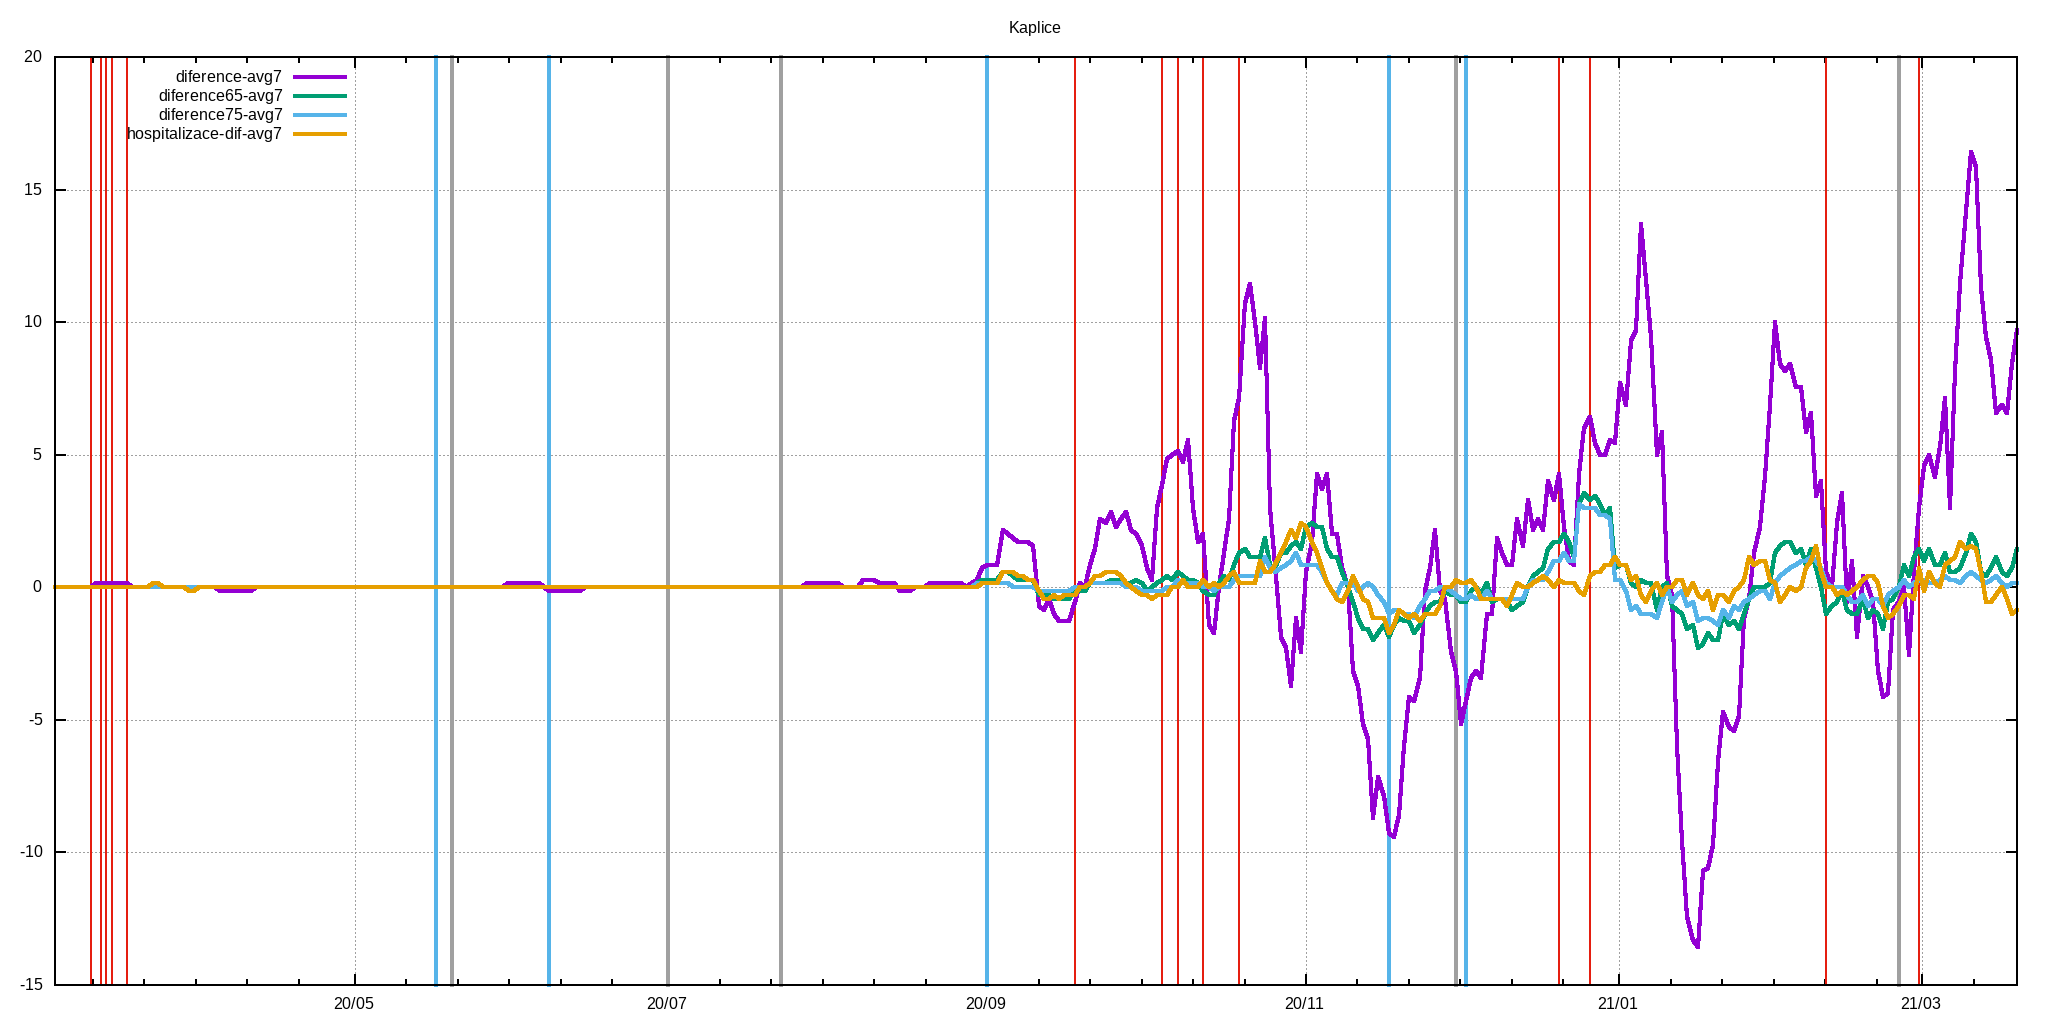 Kaplice
diference-avg7
diference65-avg7
diference75-avg7
hospitalizace-dif-avg7
20
15
10
5
0
-5
-10
-15
20/05 20/07 20/09 20/11 21/01 21/03